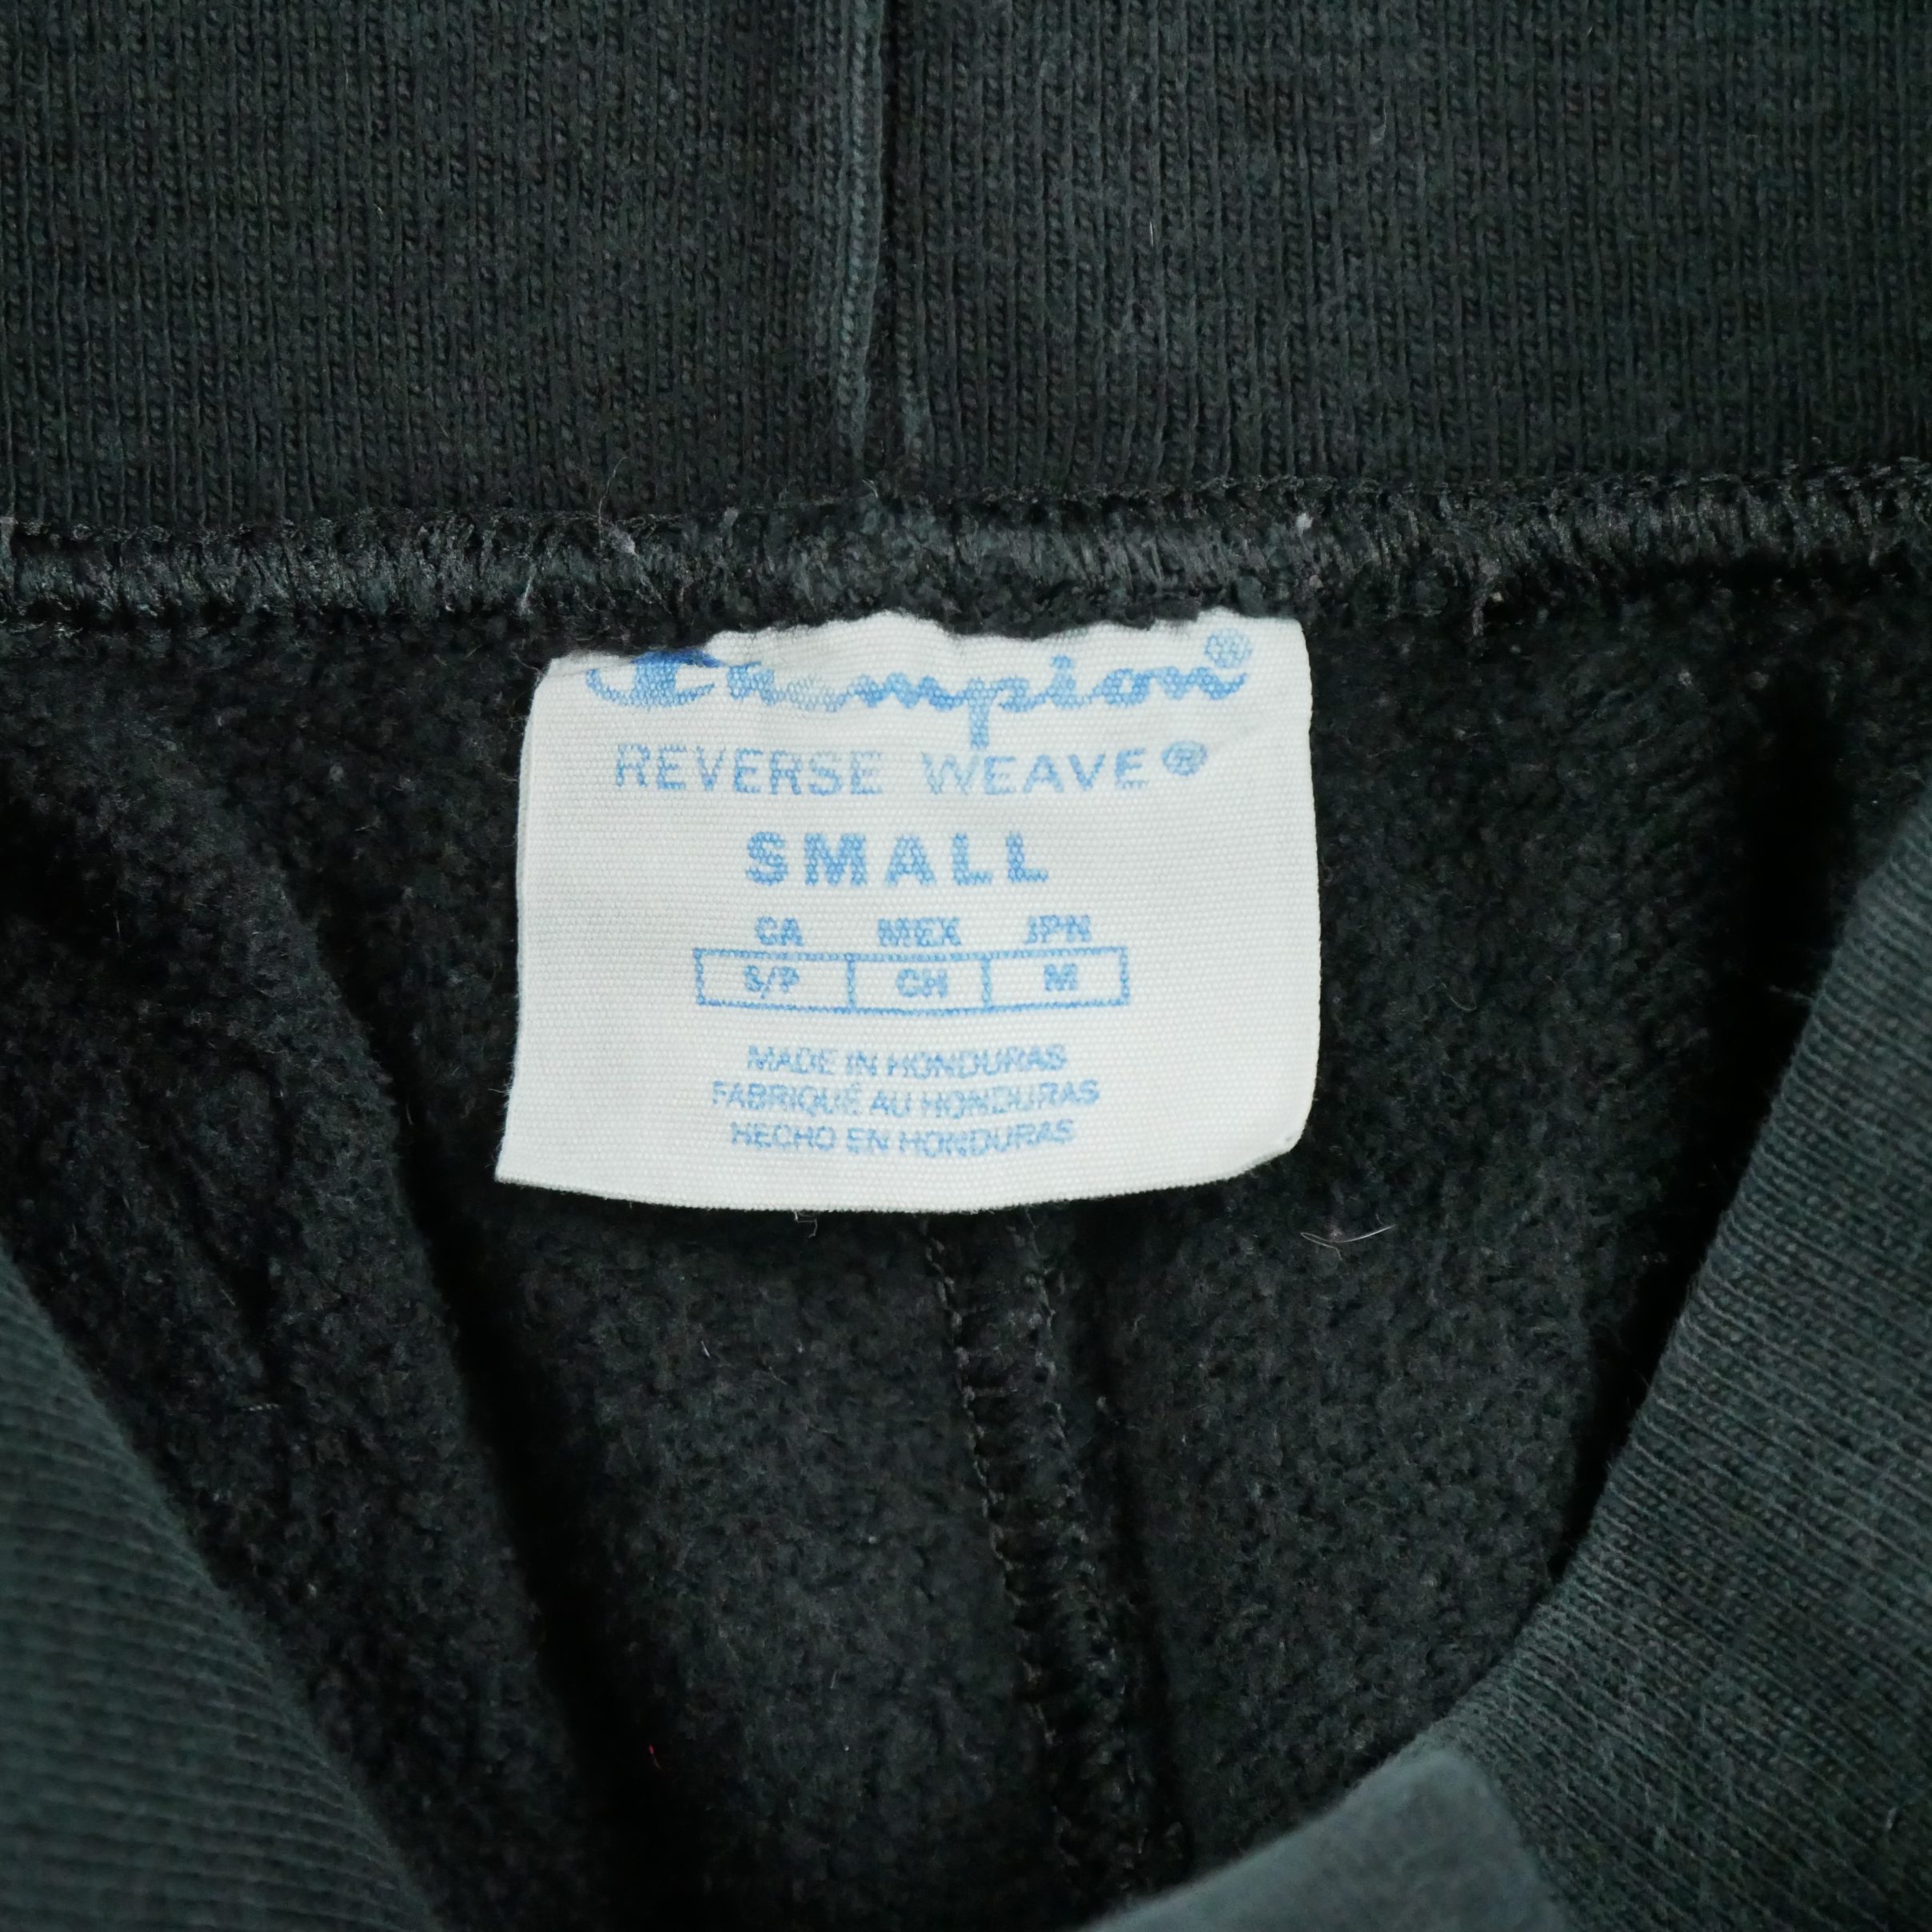 Champion®
REVERSE WEAVE®
SMALL
CA MEX JPN
S/P CH M
MADE IN HONDURAS
FABRIQUÉ AU HONDURAS
HECHO EN HONDURAS